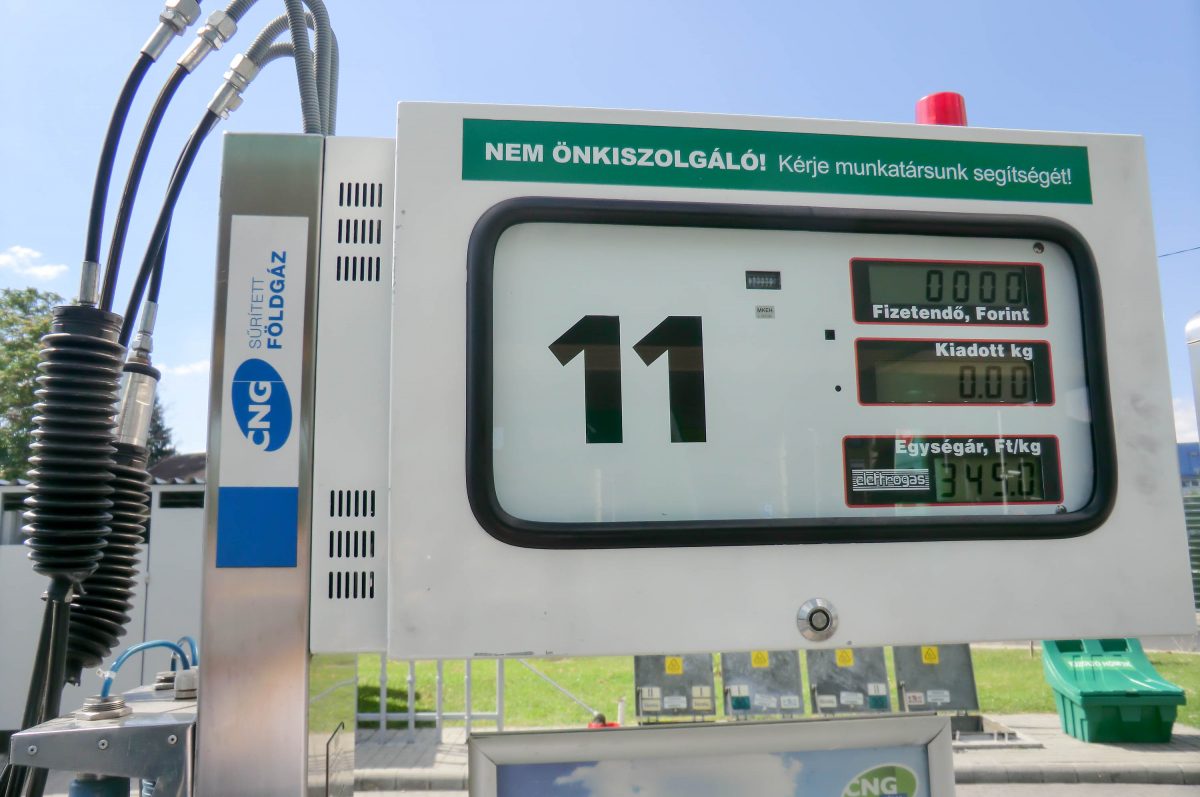 NEM ÖNKISZOLGÁLÓ! Kérje munkatársunk segítségét!
SŰRÍTETT
FÖLDGÁZ
CNG
11
MKEH
0000
Fizetendő, Forint
Kiadott kg
0.00
Egységár, Ft/kg
elettrogas
349.0
CNG